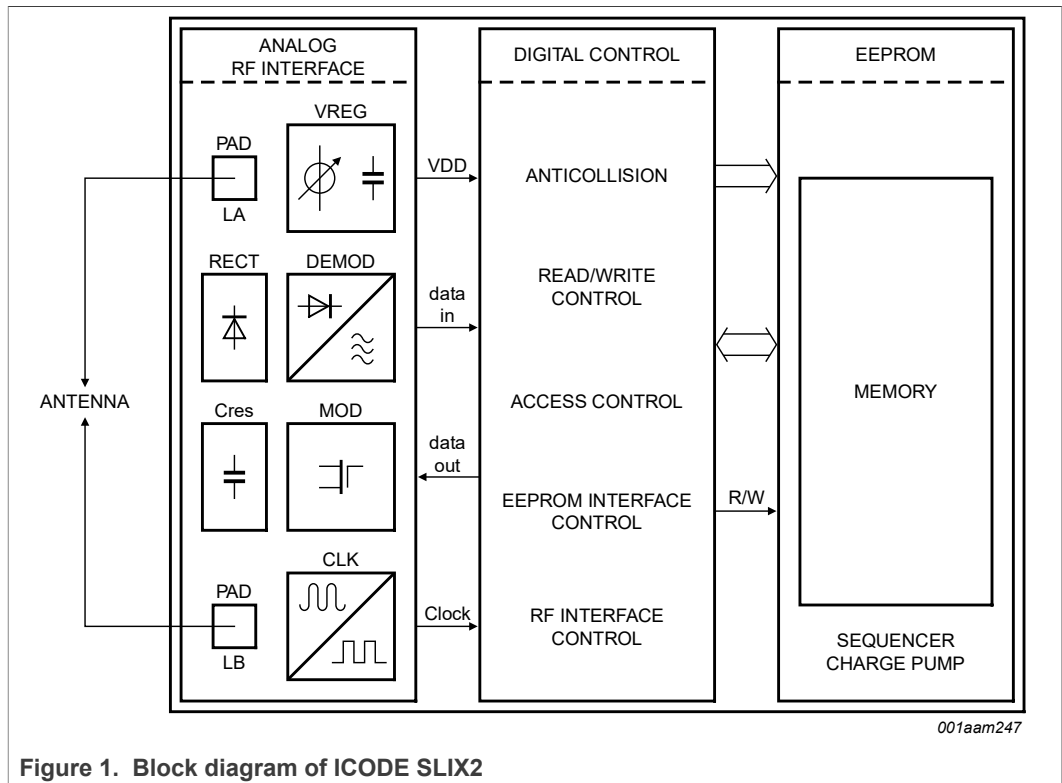 ANALOG
RF INTERFACE
VREG
PAD
LA
RECT
DEMOD
ANTENNA
Cres
MOD
CLK
PAD
LB
VDD
data
in
data
out
Clock
DIGITAL CONTROL
ANTICOLLISION
READ/WRITE
CONTROL
ACCESS CONTROL
EEPROM INTERFACE
CONTROL
RF INTERFACE
CONTROL
R/W
EEPROM
MEMORY
SEQUENCER
CHARGE PUMP
001aam247
Figure 1. Block diagram of ICODE SLIX2